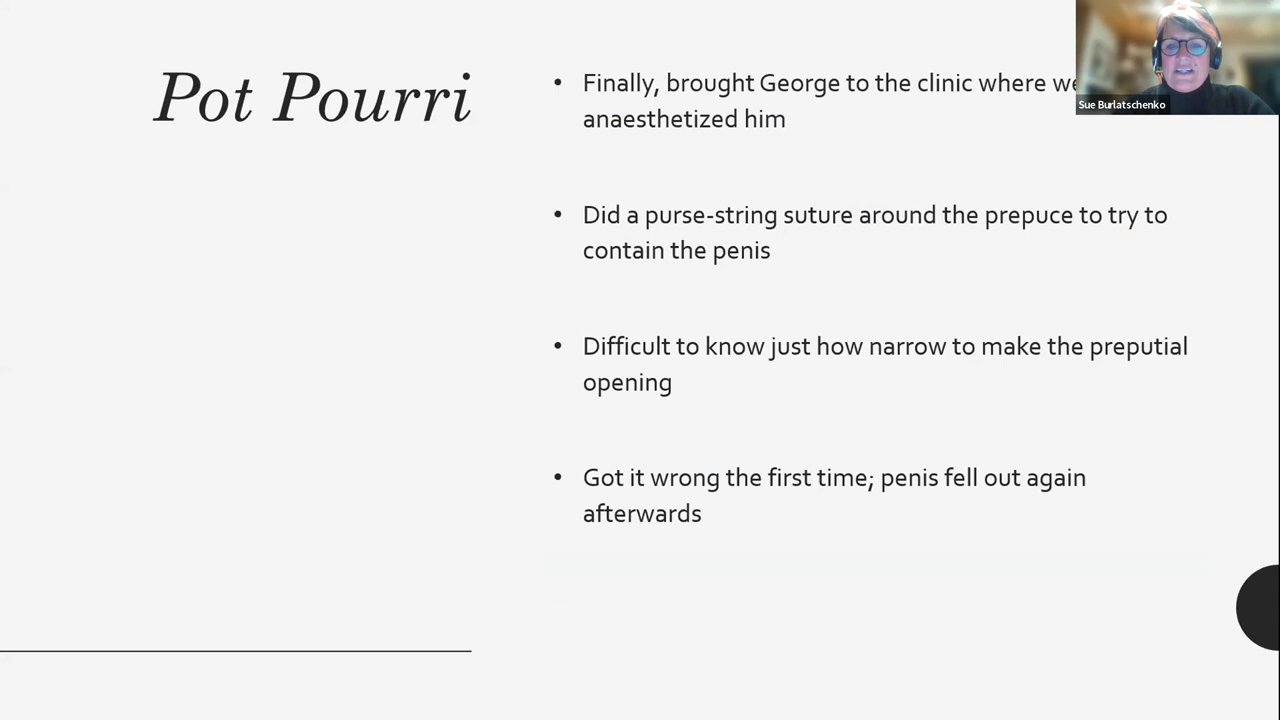 Pot Pourri
• Finally, brought George to the clinic where we
anaesthetized him
• Did a purse-string suture around the prepuce to try to
contain the penis
• Difficult to know just how narrow to make the preputial
opening
• Got it wrong the first time; penis fell out again
afterwards
Sue Burlatschenko